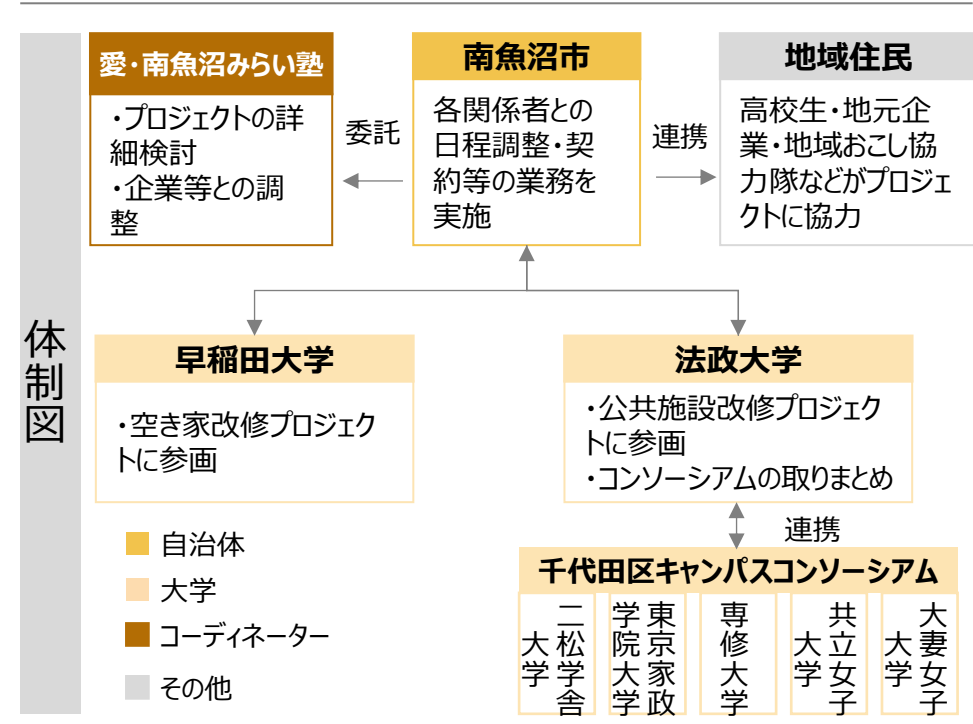 体制図
愛・南魚沼みらい塾
・プロジェクトの詳
細検討
・企業等との調
整
委託
南魚沼市
各関係者との
日程調整・契
約等の業務を
実施
連携
地域住民
高校生・地元企
業・地域おこし協
力隊などがプロジェ
クトに協力
早稲田大学
・空き家改修プロジェク
トに参画
法政大学
・公共施設改修プロジェク
トに参画
・コンソーシアムの取りまとめ
連携
千代田区キャンパスコンソーシアム
二松学舎
大学
東京家政
学院大学
専修大学
共立女子
大学
大妻女子
大学
自治体
大学
コーディネーター
その他